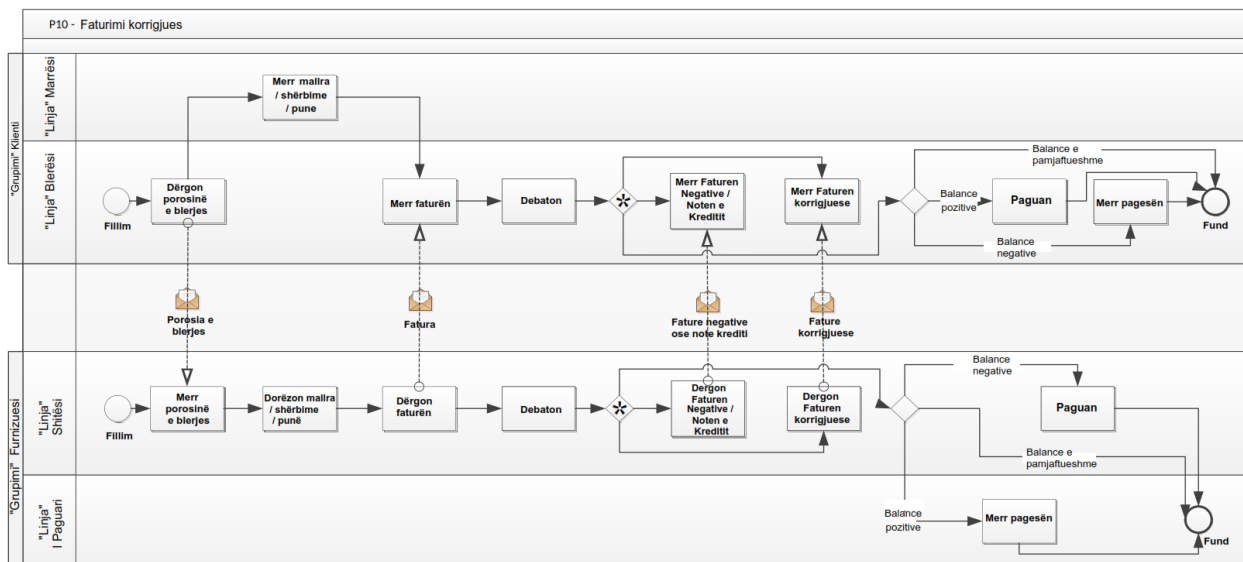 P10 - Faturimi korrigjues
"Grupimi" Klienti
"Linja" Marrësi
Merr mallra
/ shërbime
/ pune
"Linja" Blerësi
Fillim
Dërgon
porosinë
e blerjes
Merr faturën
Debaton
*
Merr Faturen
Negative /
Noten e
Kreditit
Merr Faturen
korrigjuese
Balance e
pamjaftueshme
Balance
pozitive
Paguan
Merr pagesën
Balance
negative
Fund
Porosia e
blerjes
Fatura
Fature negative
ose note krediti
Fature
korrigjuese
"Grupimi" Furnizuesi
"Linja"
Shitësi
Fillim
Merr
porosinë
e blerjes
Dorëzon mallra
/ shërbime
/ punë
Dërgon
faturën
Debaton
*
Dergon
Faturen
Negative /
Noten e
Kreditit
Dergon
Faturen
korrigjuese
Balance
negative
Paguan
Balance e
pamjaftueshme
"Linja"
I Paguari
Balance
pozitive
Merr pagesën
Fund